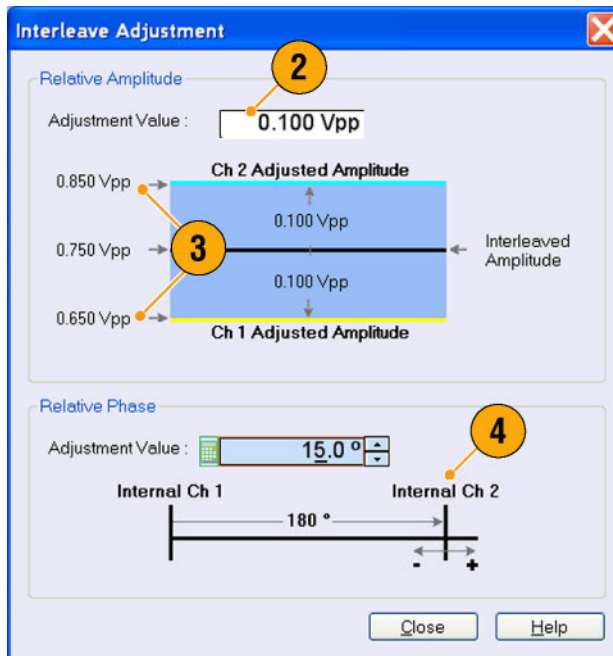 Interleave Adjustment
Relative Amplitude
2
Adjustment Value :
0.100 Vpp
Ch 2 Adjusted Amplitude
0.850 Vpp
0.100 Vpp
3
0.750 Vpp
Interleaved
Amplitude
0.100 Vpp
0.650 Vpp
Ch 1 Adjusted Amplitude
Relative Phase
4
Adjustment Value :
15.0 °
Internal Ch 1
Internal Ch 2
180 °
- +
Close
Help